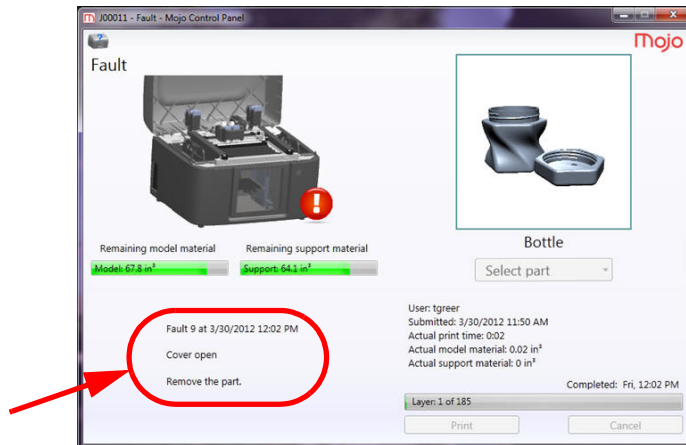 J00011 - Fault - Mojo Control Panel
mojo
Fault
Remaining model material
Remaining support material
Model: 67.8 in³
Support: 64.1 in³
Bottle
Select part
Fault 9 at 3/30/2012 12:02 PM
Cover open
Remove the part.
User: tgreer
Submitted: 3/30/2012 11:50 AM
Actual print time: 0:02
Actual model material: 0.02 in³
Actual support material: 0 in³
Completed: Fri, 12:02 PM
Layer: 1 of 185
Print
Cancel